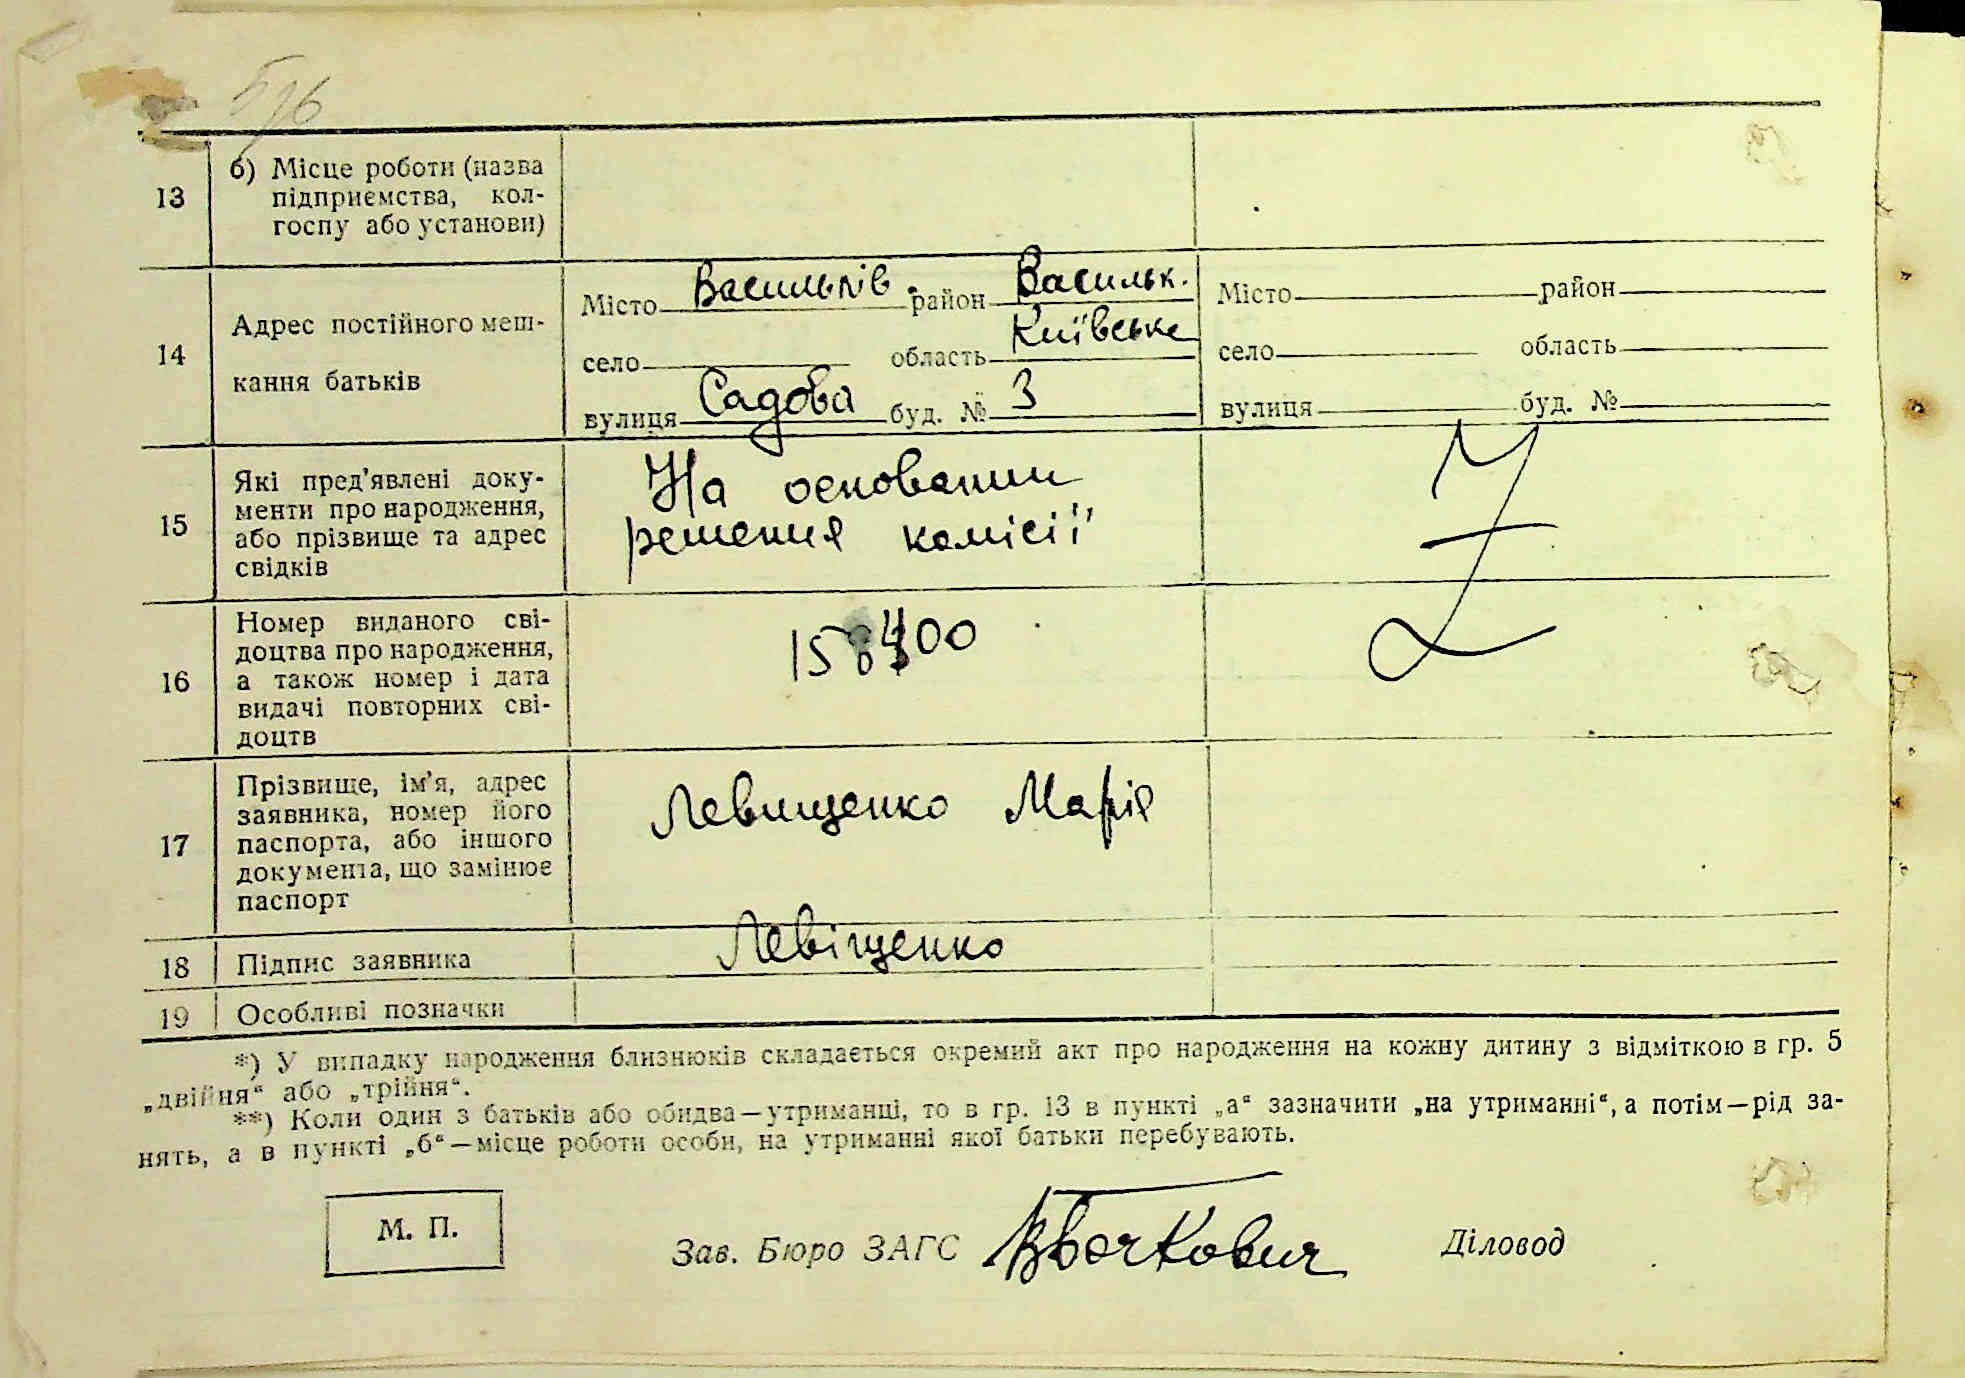 576
13
б) Місце роботи (назва
підприємства, кол-
госпу або установи)
14
Адрес постійного меш-
кання батьків
Місто Васильків район Васильк.
село область Київське
вулиця Садова буд. № 3
Місто район
село область
вулиця буд. №
15
Які пред'явлені доку-
менти про народження,
або прізвище та адрес
свідків
На основании
решения комісії
16
Номер виданого сві-
доцтва про народження,
а також номер і дата
видачі повторних сві-
доцтв
17
Прізвище, ім'я, адрес
заявника, номер його
паспорта, або іншого
документа, що замінює
паспорт
Левищенко Марія
18
Підпис заявника
Левіщенко
19
Особливі позначки
*) У випадку народження близнюків складається окремий акт про народження на кожну дитину з відміткою в гр. 5
„двійня“ або „трійня“.
**) Коли один з батьків або обидва—утриманці, то в гр. 13 в пункті „а“ зазначити „на утриманні“, а потім—рід за-
нять, а в пункті „б“—місце роботи особи, на утриманні якої батьки перебувають.
М. П.
Зав. Бюро ЗАГС
Діловод